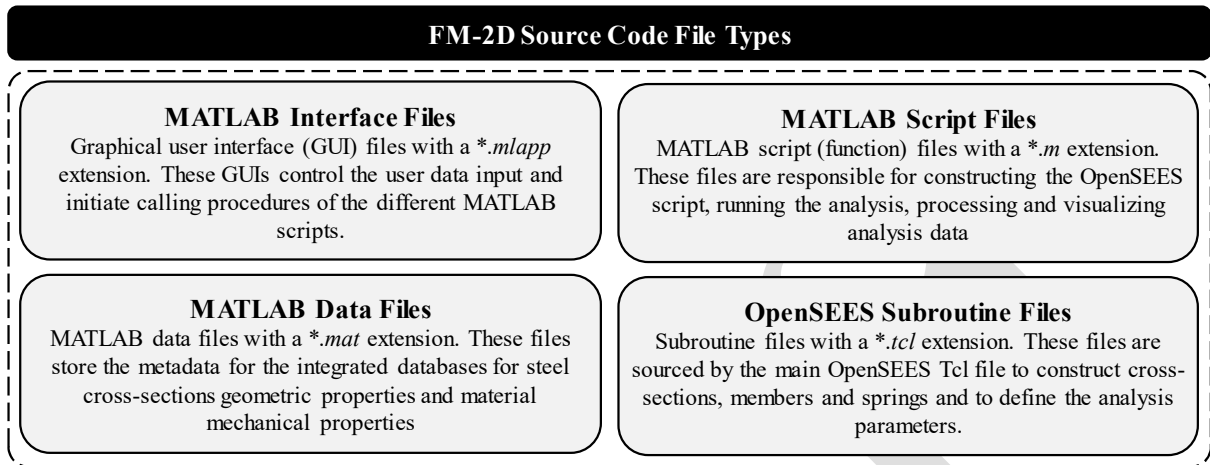 FM-2D Source Code File Types
MATLAB Interface Files
Graphical user interface (GUI) files with a *.mlapp
extension. These GUIs control the user data input and
initiate calling procedures of the different MATLAB
scripts.
MATLAB Script Files
MATLAB script (function) files with a *.m extension.
These files are responsible for constructing the OpenSEES
script, running the analysis, processing and visualizing
analysis data
MATLAB Data Files
MATLAB data files with a *.mat extension. These files
store the metadata for the integrated databases for steel
cross-sections geometric properties and material
mechanical properties
OpenSEES Subroutine Files
Subroutine files with a *.tcl extension. These files are
sourced by the main OpenSEES Tcl file to construct cross-
sections, members and springs and to define the analysis
parameters.